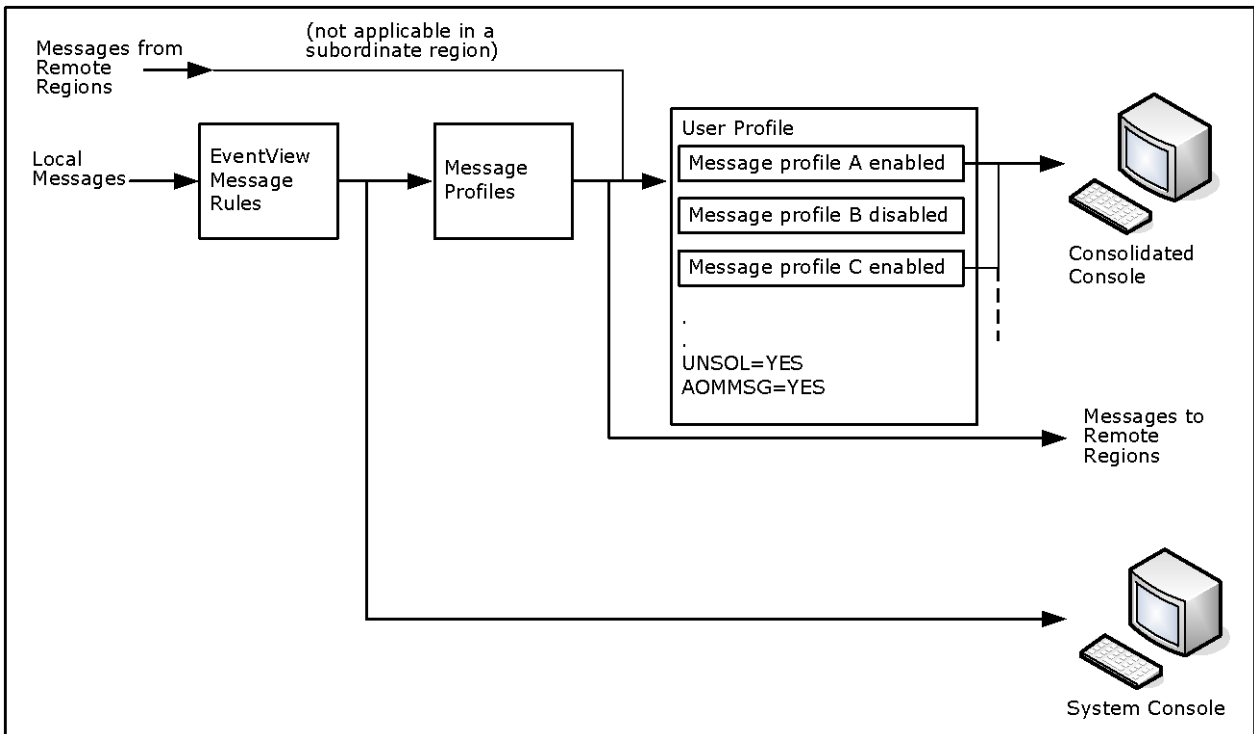 (not applicable in a
subordinate region)
Messages from
Remote
Regions
Local
Messages
EventView
Message
Rules
Message
Profiles
User Profile
Message profile A enabled
Message profile B disabled
Message profile C enabled
.
.
UNSOL=YES
AOMMSG=YES
Consolidated
Console
Messages to
Remote
Regions
System Console